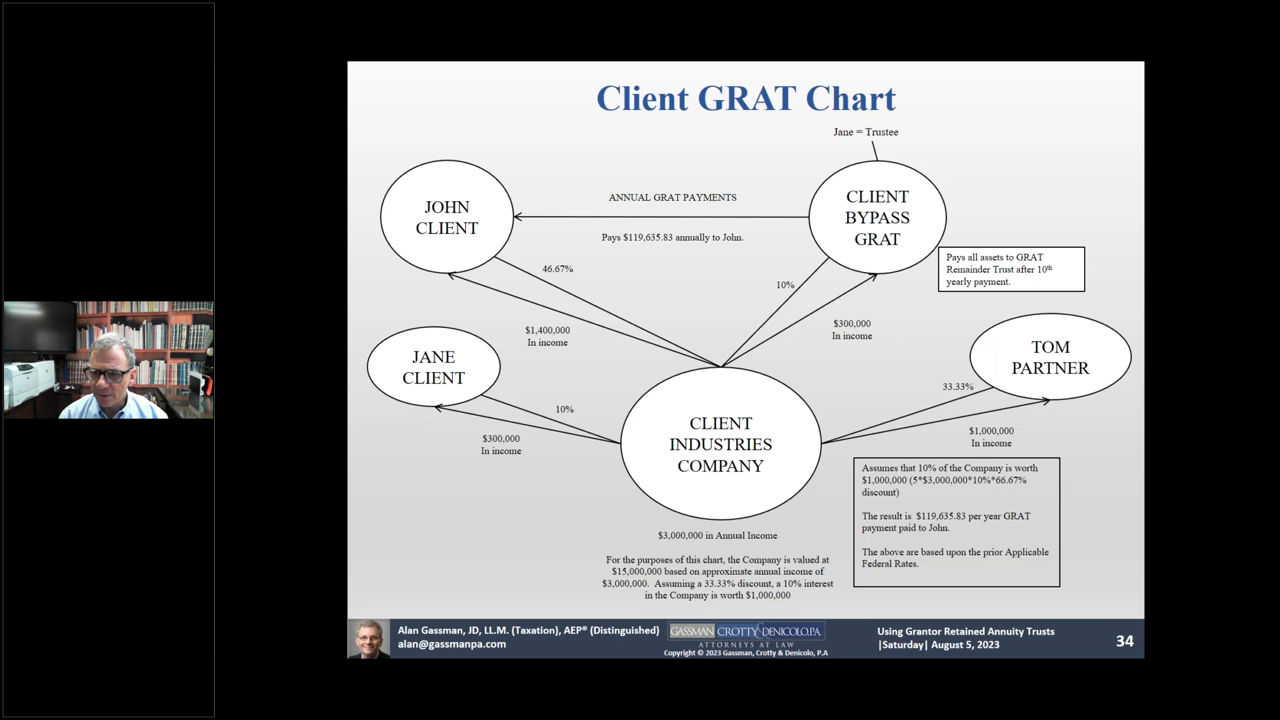 Client GRAT Chart
Jane = Trustee
JOHN
CLIENT
ANNUAL GRAT PAYMENTS
Pays $119,635.83 annually to John.
CLIENT
BYPASS
GRAT
Pays all assets to GRAT
Remainder Trust after 10th
yearly payment.
46.67%
$1,400,000
In income
10%
$300,000
In income
JANE
CLIENT
10%
$300,000
In income
TOM
PARTNER
33.33%
$1,000,000
In income
CLIENT
INDUSTRIES
COMPANY
$3,000,000 in Annual Income
For the purposes of this chart, the Company is valued at
$15,000,000 based on approximate annual income of
$3,000,000. Assuming a 33.33% discount, a 10% interest
in the Company is worth $1,000,000
Assumes that 10% of the Company is worth
$1,000,000 (5*$3,000,000*10%*66.67%
discount)
The result is $119,635.83 per year GRAT
payment paid to John.
The above are based upon the prior Applicable
Federal Rates.
Alan Gassman, JD, LL.M. (Taxation), AEP® (Distinguished)
alan@gassmanpa.com
GASSMAN CROTTY & DENICOLO, P.A.
ATTORNEYS AT LAW
Copyright © 2023 Gassman, Crotty & Denicolo, P.A
Using Grantor Retained Annuity Trusts
|Saturday| August 5, 2023
34